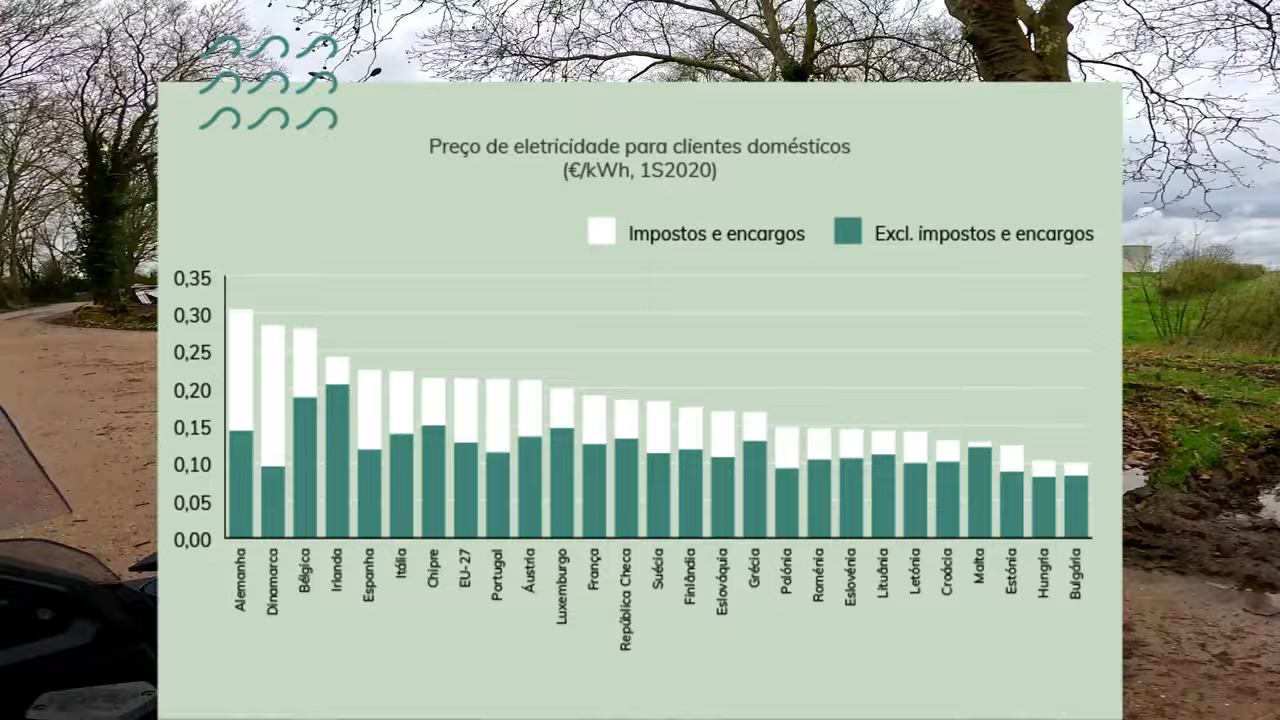 Preço de eletricidade para clientes domésticos
(€/kWh, 1S2020)
Impostos e encargos
Excl. impostos e encargos
0,35
0,30
0,25
0,20
0,15
0,10
0,05
0,00
Alemanha
Dinamarca
Bélgica
Irlanda
Espanha
Itália
Chipre
EU-27
Portugal
Áustria
Luxemburgo
França
República Checa
Suécia
Finlândia
Eslováquia
Grécia
Polónia
Roménia
Eslovénia
Lituânia
Letónia
Croácia
Malta
Estónia
Hungria
Bulgária